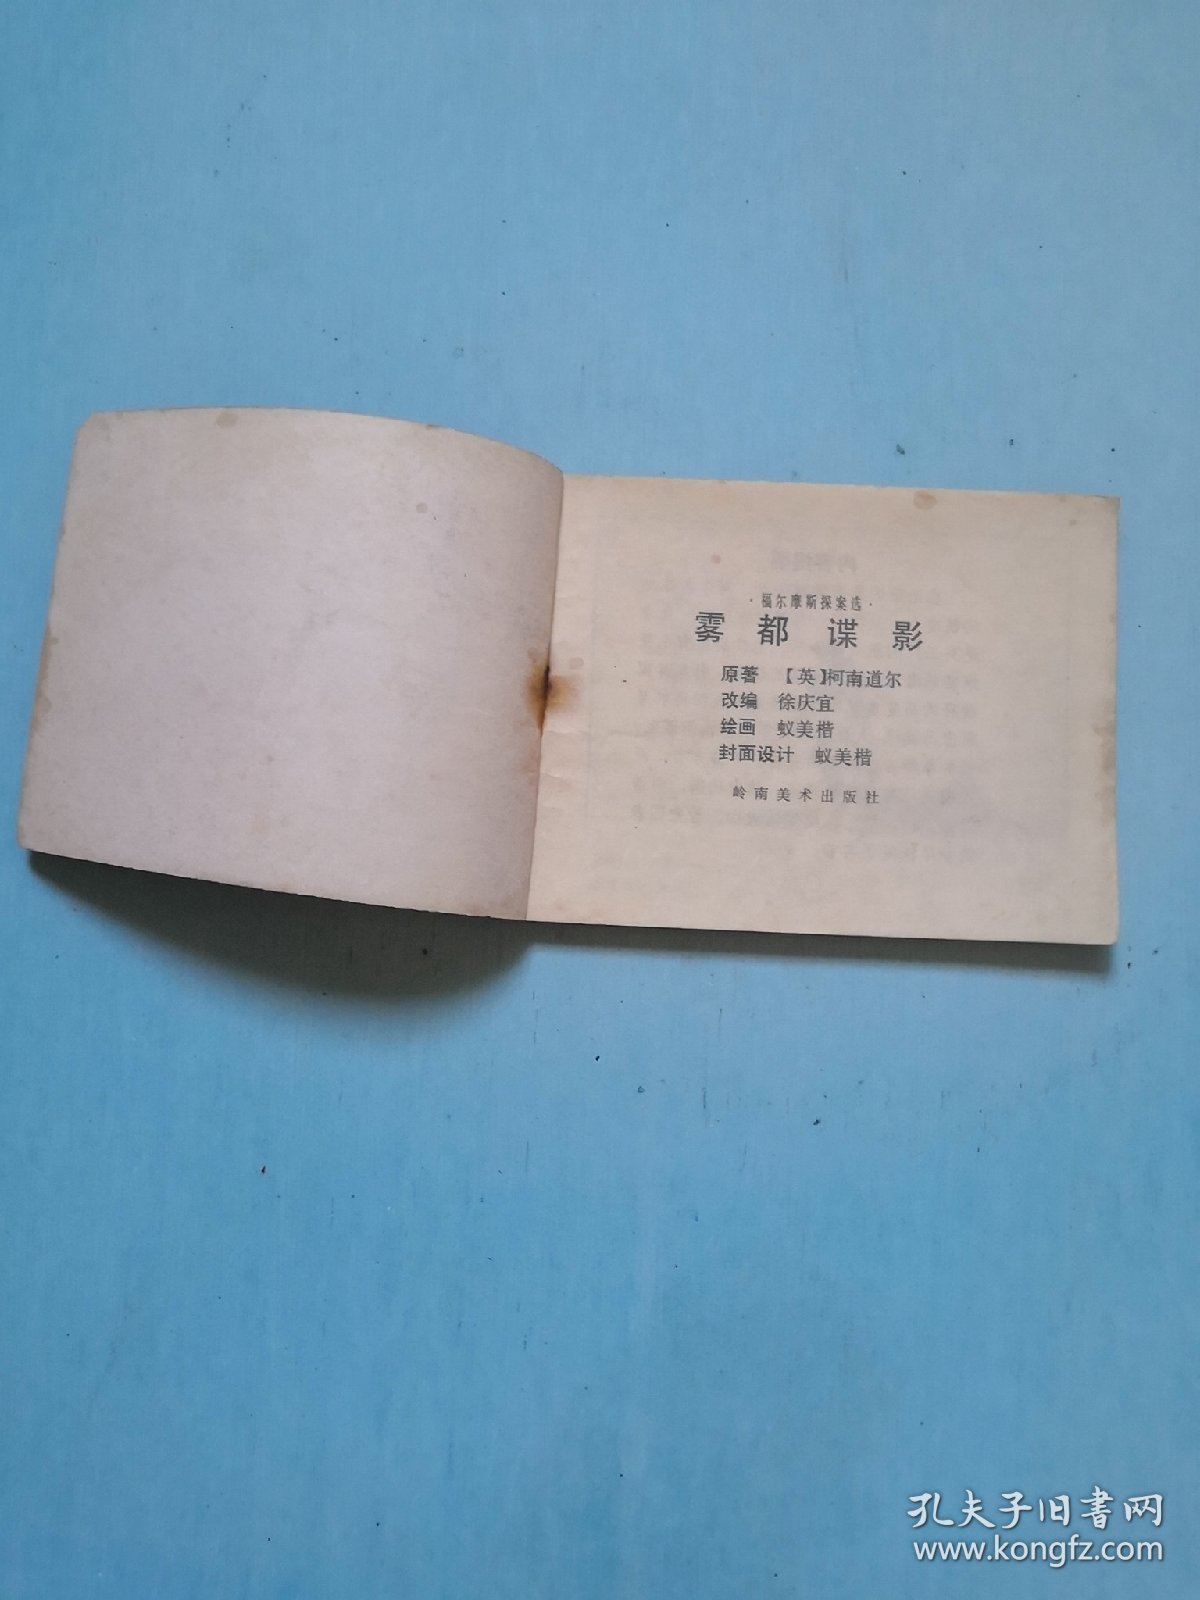 ·福尔摩斯探案选·
雾都谍影
原著 【英】柯南道尔
改编 徐庆宜
绘画 蚁美楷
封面设计 蚁美楷
岭南美术出版社
孔夫子旧书网
www.kongfz.com